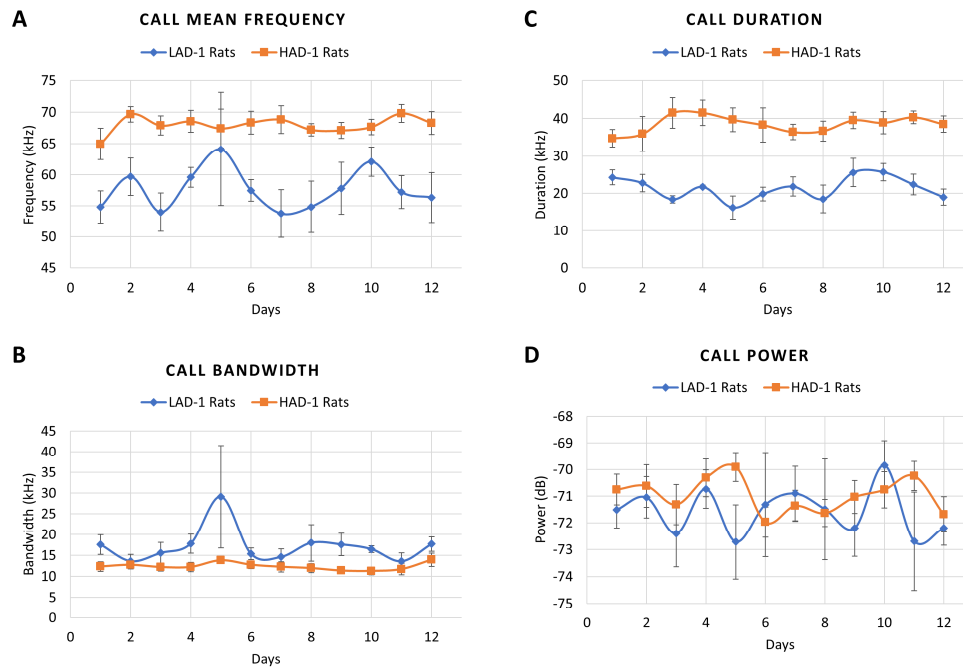 A
CALL MEAN FREQUENCY
LAD-1 Rats HAD-1 Rats
75
70
65
60
55
50
45
Frequency (kHz)
0 2 4 6 8 10 12
Days
C
CALL DURATION
LAD-1 Rats HAD-1 Rats
50
40
30
20
10
0
Duration (kHz)
0 2 4 6 8 10 12
Days
B
CALL BANDWIDTH
LAD-1 Rats HAD-1 Rats
45
40
35
30
25
20
15
10
5
0
Bandwidth (kHz)
0 2 4 6 8 10 12
Days
D
CALL POWER
LAD-1 Rats HAD-1 Rats
-68
-69
-70
-71
-72
-73
-74
-75
Power (dB)
0 2 4 6 8 10 12
Days